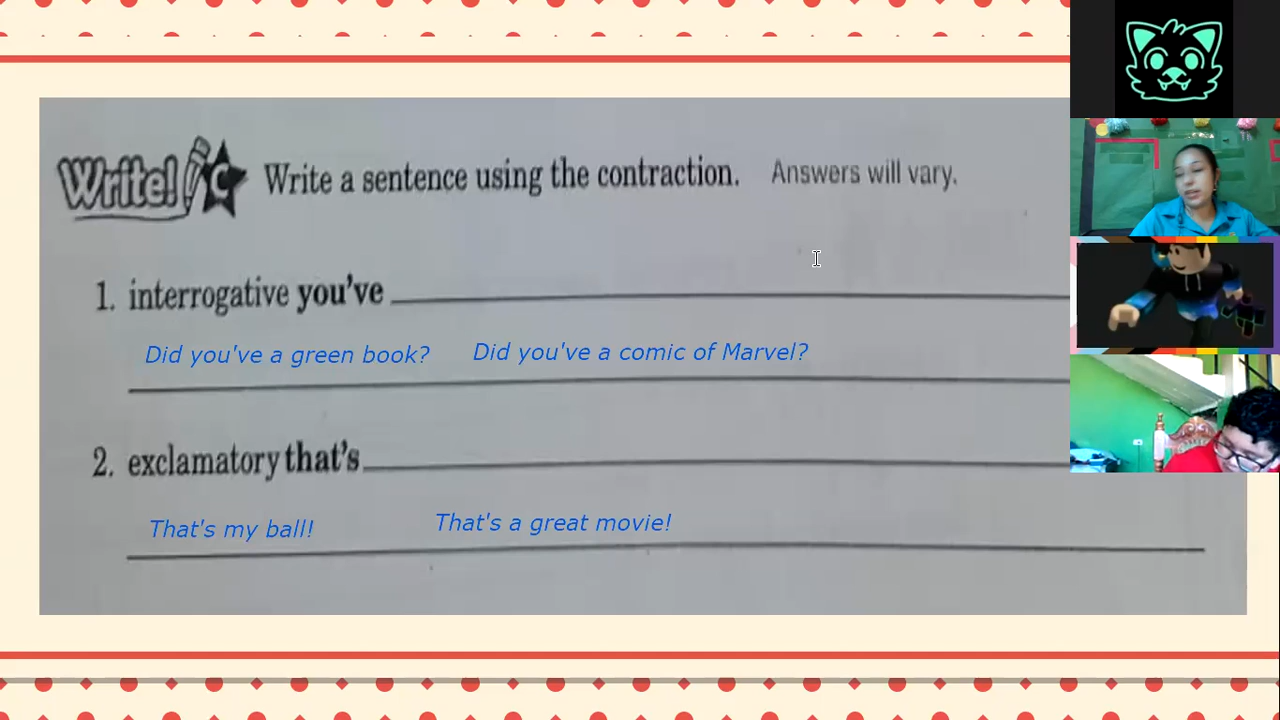 Write! C Write a sentence using the contraction. Answers will vary.
1. interrogative you've
Did you've a green book? Did you've a comic of Marvel?
2. exclamatory that's
That's my ball! That's a great movie!